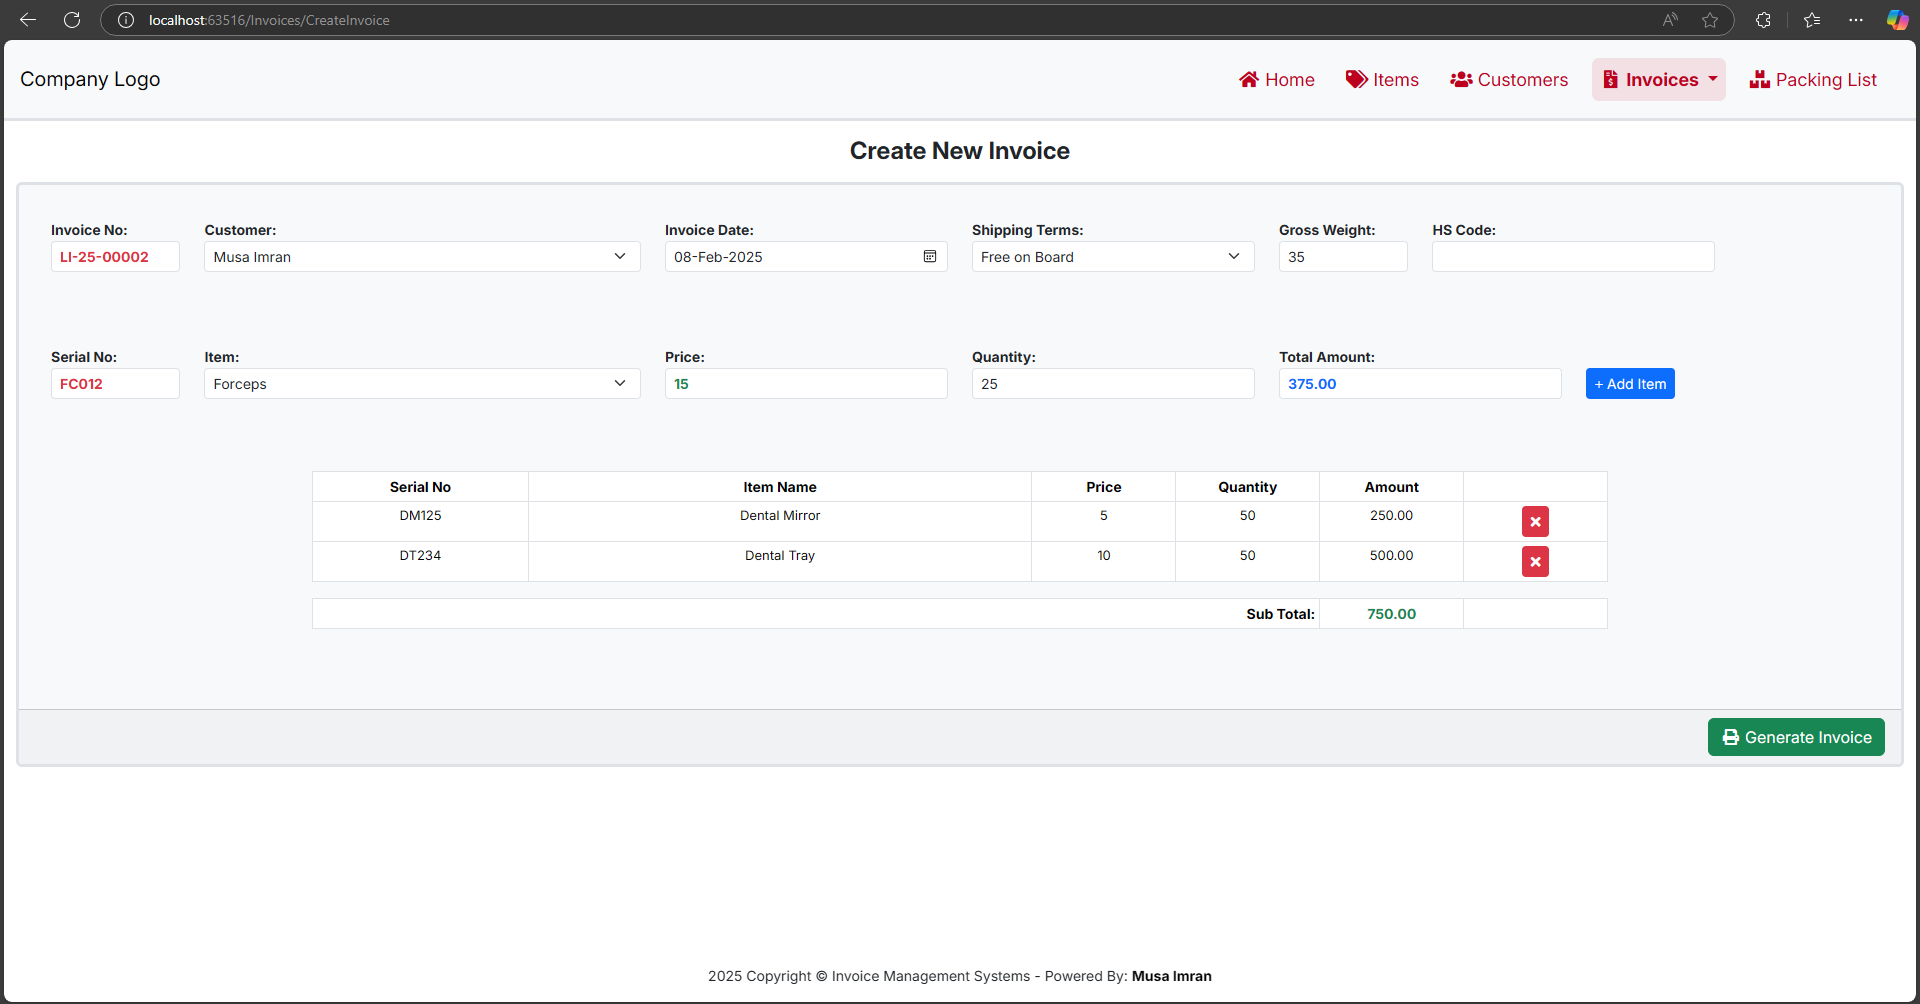 localhost:63516/Invoices/CreateInvoice
Company Logo
Home Items Customers Invoices Packing List
Create New Invoice
Invoice No: Customer: Invoice Date: Shipping Terms: Gross Weight: HS Code:
LI-25-00002 Musa Imran 08-Feb-2025 Free on Board 35
Serial No: Item: Price: Quantity: Total Amount:
FC012 Forceps 15 25 375.00 + Add Item
Serial No Item Name Price Quantity Amount
DM125 Dental Mirror 5 50 250.00
DT234 Dental Tray 10 50 500.00
Sub Total: 750.00
Generate Invoice
2025 Copyright © Invoice Management Systems - Powered By: Musa Imran